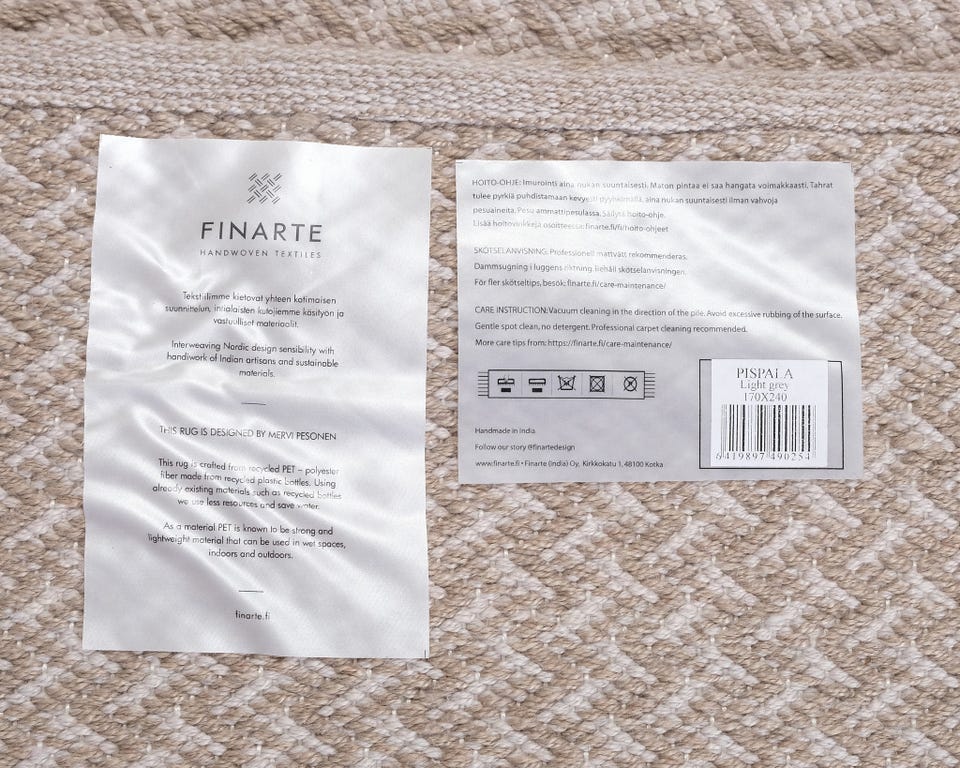 FINARTE
HANDWOVEN TEXTILES
Tekstiilimme kietovat yhteen kotimaisen
suunnittelun, intialaisten kutojiemme käsityön ja
vastuulliset materiaalit.
Interweaving Nordic design sensibility with
handiwork of Indian artisans and sustainable
materials.
THIS RUG IS DESIGNED BY MERVI PESONEN
This rug is crafted from recycled PET – polyester
fiber made from recycled plastic bottles. Using
already existing materials such as recycled bottles
we use less resources and save water.
As a material PET is known to be strong and
lightweight material that can be used in wet spaces,
indoors and outdoors.
finarte.fi
HOITO-OHJE: Imurointi aina nukan suuntaisesti. Maton pintaa ei saa hangata voimakkaasti. Tahrat
tulee pyrkiä puhdistamaan kevyesti pyyhkimällä, aina nukan suuntaisesti ilman vahvoja
pesuaineita. Pesu ammattipesulassa. Säilytä hoito-ohje.
Lisää hoitovinkkejä osoitteessa: finarte.fi/fi/hoito-ohjeet
SKÖTSELANVISNING: Professionell mattvätt rekommenderas.
Dammsugning i luggens riktning. Behåll skötselanvisningen.
För fler skötseltips, besök: finarte.fi/care-maintenance/
CARE INSTRUCTION: Vacuum cleaning in the direction of the pile. Avoid excessive rubbing of the surface.
Gentle spot clean, no detergent. Professional carpet cleaning recommended.
More care tips from: https://finarte.fi/care-maintenance/
Handmade in India
Follow our story @finartedesign
www.finarte.fi • Finarte (India) Oy, Kirkkokatu 1, 48100 Kotka
PISPALA
Light grey
170X240
6419897490254